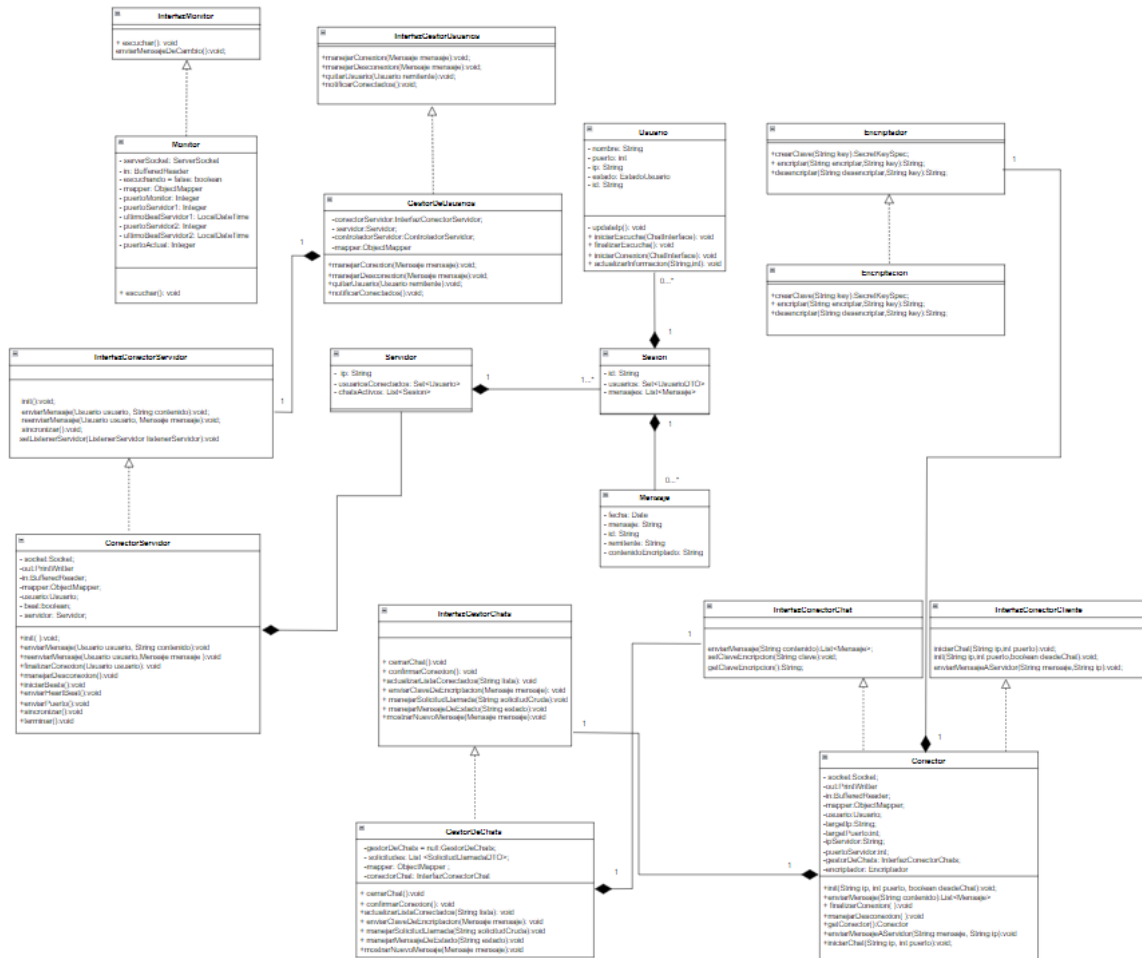 InterfazMonitor
+ escuchar(): void
enviarMensajeDeCambio():void;
InterfazGestorUsuarios
+manejarConexion(Mensaje mensaje):void;
+manejarDesconexion(Mensaje mensaje):void;
+quitarUsuario(Usuario remitente):void;
+notificarConectados():void;
Monitor
- serverSocket: ServerSocket
- in: BufferedReader
- escuchando = false: boolean
- mapper: ObjectMapper
- puertoMonitor: Integer
- puertoServidor1: Integer
- ultimoBeatServidor1: LocalDateTime
- puertoServidor2: Integer
- ultimoBeatServidor2: LocalDateTime
- puertoActual: Integer
+ escuchar(): void
GestorDeUsuarios
-conectorServidor:InterfazConectorServidor;
- servidor:Servidor;
-controladorServidor:ControladorServidor;
-mapper:ObjectMapper
+manejarConexion(Mensaje mensaje):void;
+manejarDesconexion(Mensaje mensaje):void;
+quitarUsuario(Usuario remitente):void;
+notificarConectados():void;
1
1
Usuario
- nombre: String
- puerto: int
- ip: String
- estado: EstadoUsuario
- id: String
- updateIp(): void
+ iniciarEscucha(ChatInterface): void
+ finalizarEscucha(): void
+ iniciarConexion(ChatInterface): void
+ actualizarInformacion(String,int): void
0...*
1
Encriptador
+crearClave(String key):SecretKeySpec;
+ encriptar(String encriptar,String key):String;
+desencriptar(String desencriptar,String key):String;
1
Encriptacion
+crearClave(String key):SecretKeySpec;
+ encriptar(String encriptar,String key):String;
+desencriptar(String desencriptar,String key):String;
InterfazConectorServidor
init():void;
enviarMensaje(Usuario usuario, String contenido):void;
reenviarMensaje(Usuario usuario, Mensaje mensaje):void;
sincronizar():void;
setListenerServidor(ListenerServidor listenerServidor):void
Servidor
- ip: String
- usuariosConectados: Set<Usuario>
- chatsActivos: List<Sesion>
1
1...*
Sesion
- id: String
- usuarios: Set<UsuarioDTO>
- mensajes: List<Mensaje>
1
0...*
Mensaje
- fecha: Date
- mensaje: String
- id: String
- remitente: String
- contenidoEncriptado: String
ConectorServidor
- socket:Socket;
-out:PrintWriter
-in:BufferedReader;
-mapper:ObjectMapper;
-usuario:Usuario;
- beat:boolean;
- servidor: Servidor;
+init( ):void;
+enviarMensaje(Usuario usuario, String contenido):void;
+reenviarMensaje(Usuario usuario,Mensaje mensaje ):void;
+finalizarConexion(Usuario usuario): void
+manejarDesconexion():void;
+iniciarBeats():void;
+enviarHeartBeat():void;
+enviarPuerto():void;
+sincronizar():void;
+terminar():void;
InterfazGestorChats
+ cerrarChat():void
+ confirmarConexion(): void
+actualizarListaConectados(String lista): void
+ enviarClaveDeEncriptacion(Mensaje mensaje): void
+manejarSolicitudLlamada(String solicitudCruda):void
+ manejarMensajeDeEstado(String estado):void
+mostrarNuevoMensaje(Mensaje mensaje):void
1
InterfazConectorChat
enviarMensaje(String contenido):List<Mensaje>;
setClaveEncripcion(String clave):void;
getClaveEncripcion():String;
1
InterfazConectorCliente
iniciarChat(String ip,int puerto):void;
init(String ip,int puerto,boolean desdeChat):void;
enviarMensajeAServidor(String mensaje,String ip):void;
GestorDeChats
-gestorDeChats = null:GestorDeChats;
- solicitudes: List <SolicitudLlamadaDTO>;
-mapper: ObjectMapper ;
-conectorChat: InterfazConectorChat
+ cerrarChat():void
+ confirmarConexion(): void
+actualizarListaConectados(String lista): void
+ enviarClaveDeEncriptacion(Mensaje mensaje): void
+manejarSolicitudLlamada(String solicitudCruda):void
+ manejarMensajeDeEstado(String estado):void
+mostrarNuevoMensaje(Mensaje mensaje):void
1
1
1
Conector
- socket:Socket;
-out:PrintWriter
-in:BufferedReader;
-mapper:ObjectMapper;
-usuario:Usuario;
-targetIp:String;
-targetPuerto:int;
-ipServidor:String;
-puertoServidor:int;
-gestorDeChats: InterfazConectorChats;
-encriptador: Encriptador
+init(String ip, int puerto, boolean desdeChat):void;
+enviarMensaje(String contenido):List<Mensaje>
+ finalizarConexion( ):void;
+manejarDesconexion( ):void;
+getConector():Conector
+enviarMensajeAServidor(String mensaje, String ip):void
+iniciarChat(String ip, int puerto):void;